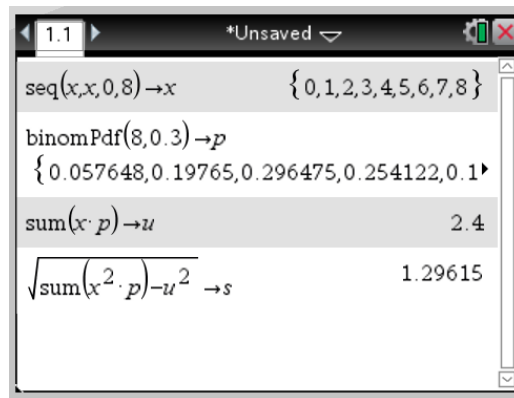 1.1 *Unsaved
seq(x,x,0,8)→x {0,1,2,3,4,5,6,7,8}
binomPdf(8,0.3)→p
{0.057648,0.19765,0.296475,0.254122,0.1
sum(x·p)→u 2.4
√sum(x²·p)−u² →s 1.29615